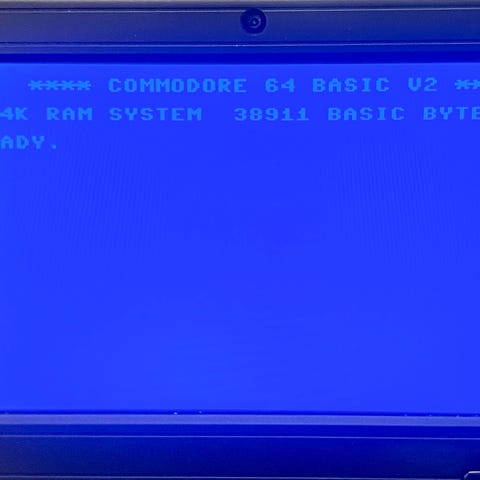 **** COMMODORE 64 BASIC V2 **
4K RAM SYSTEM 38911 BASIC BYTE
ADY.